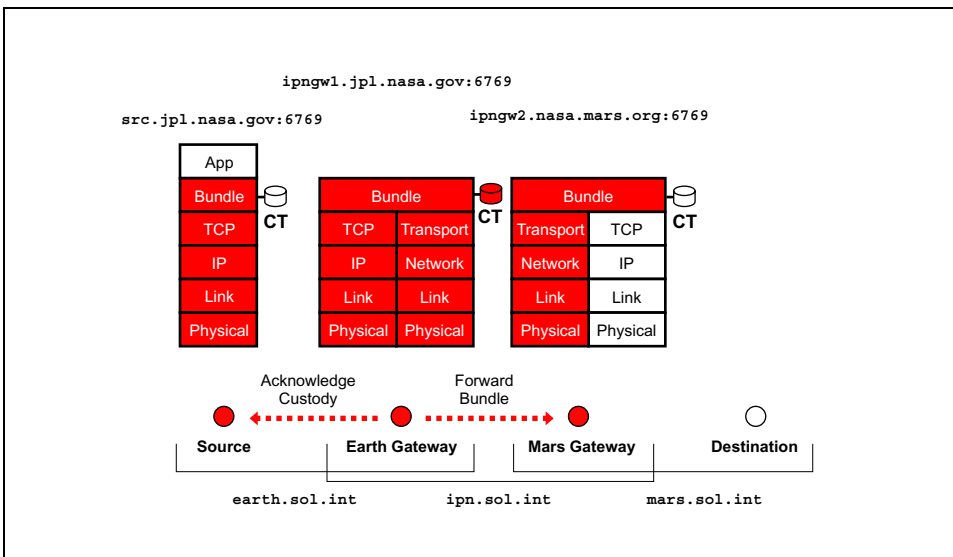 ipngw1.jpl.nasa.gov:6769
src.jpl.nasa.gov:6769
ipngw2.nasa.mars.org:6769
App
Bundle
CT
TCP
IP
Link
Physical
Bundle
CT
TCP Transport
IP Network
Link Link
Physical Physical
Bundle
CT
Transport TCP
Network IP
Link Link
Physical Physical
Acknowledge
Custody
Forward
Bundle
Source
Earth Gateway
Mars Gateway
Destination
earth.sol.int
ipn.sol.int
mars.sol.int